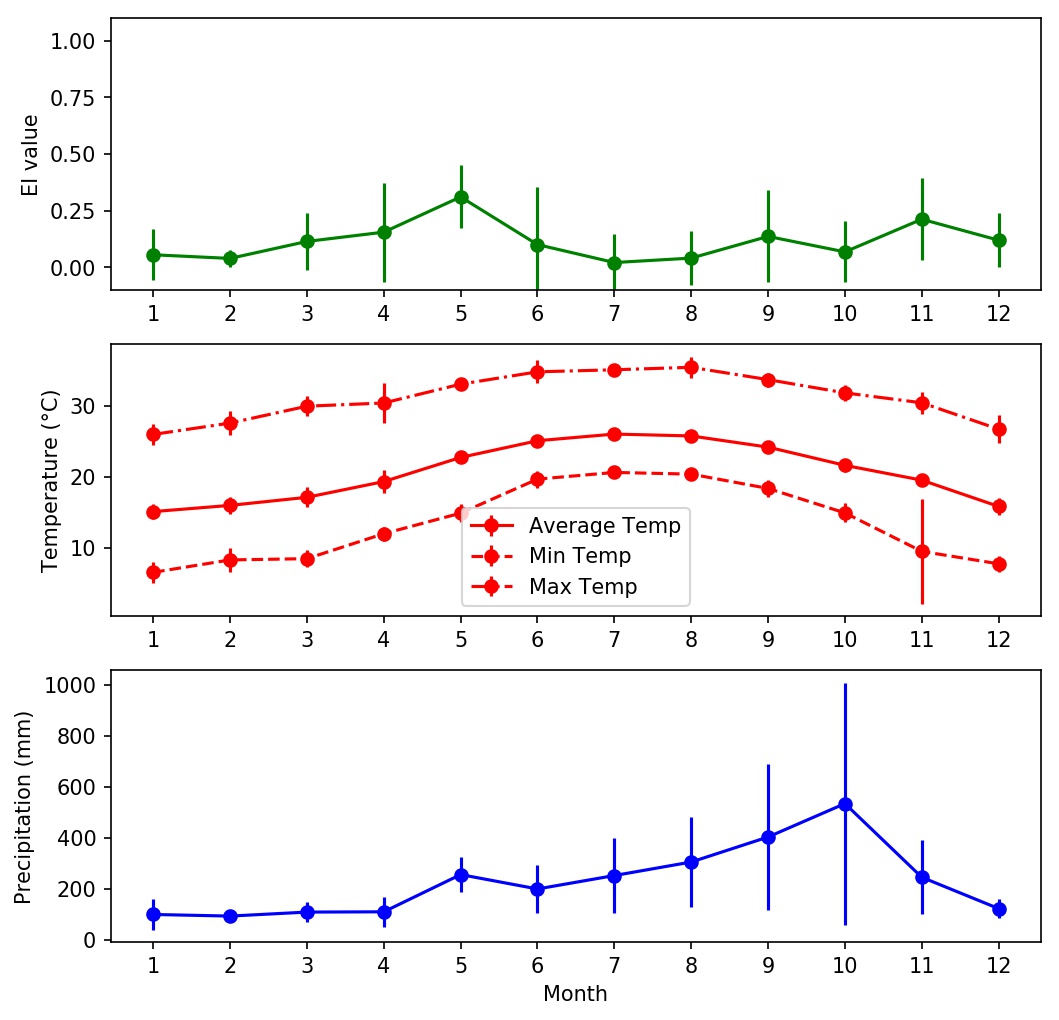 EI value
1.00
0.75
0.50
0.25
0.00
1 2 3 4 5 6 7 8 9 10 11 12
Temperature (°C)
30
20
10
Average Temp
Min Temp
Max Temp
1 2 3 4 5 6 7 8 9 10 11 12
Precipitation (mm)
1000
800
600
400
200
0
1 2 3 4 5 6 7 8 9 10 11 12
Month